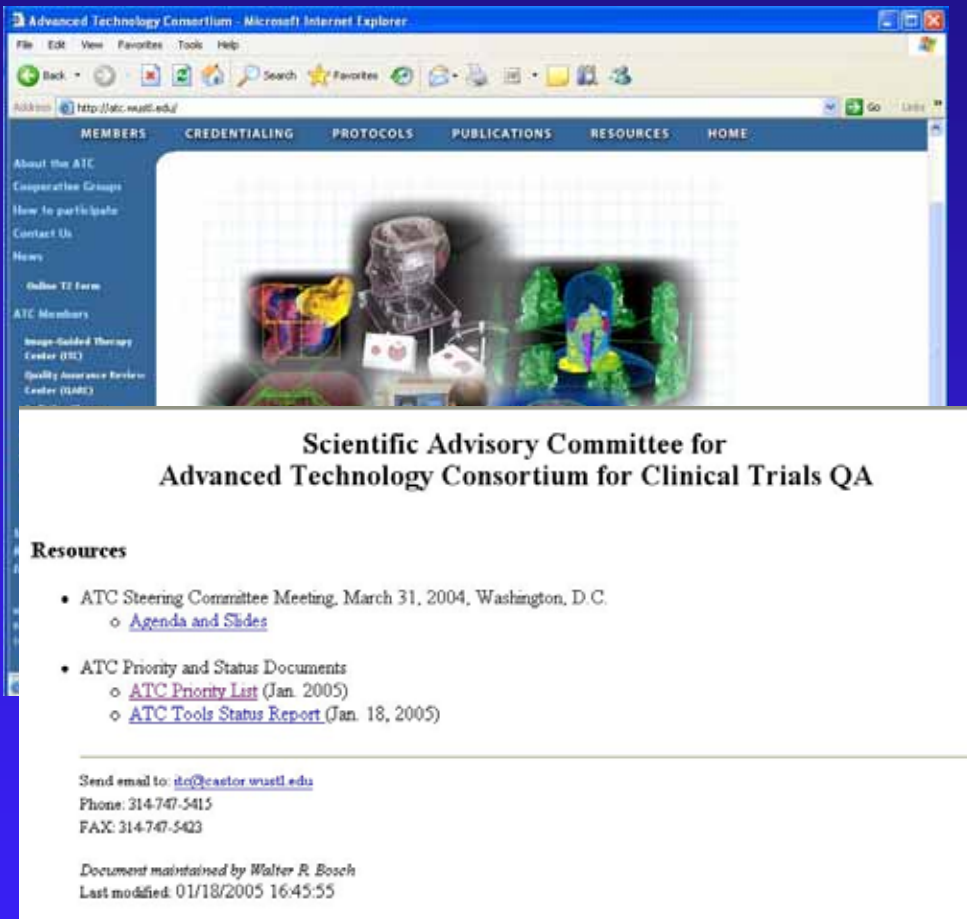 Advanced Technology Consortium - Microsoft Internet Explorer
File Edit View Favorites Tools Help
Back Search Favorites
Address http://atc.wustl.edu/ Go Links
MEMBERS CREDENTIALING PROTOCOLS PUBLICATIONS RESOURCES HOME
About the ATC
Cooperative Groups
How to participate
Contact Us
News
Online T2 Form
ATC Members
Image-Guided Therapy
Center (ITC)
Quality Assurance Review
Center (QARC)
Scientific Advisory Committee for
Advanced Technology Consortium for Clinical Trials QA
Resources
• ATC Steering Committee Meeting, March 31, 2004, Washington, D.C.
o Agenda and Slides
• ATC Priority and Status Documents
o ATC Priority List (Jan. 2005)
o ATC Tools Status Report (Jan. 18, 2005)
Send email to: itc@castor.wustl.edu
Phone: 314-747-5415
FAX: 314-747-5423
Document maintained by Walter R. Bosch
Last modified: 01/18/2005 16:45:55